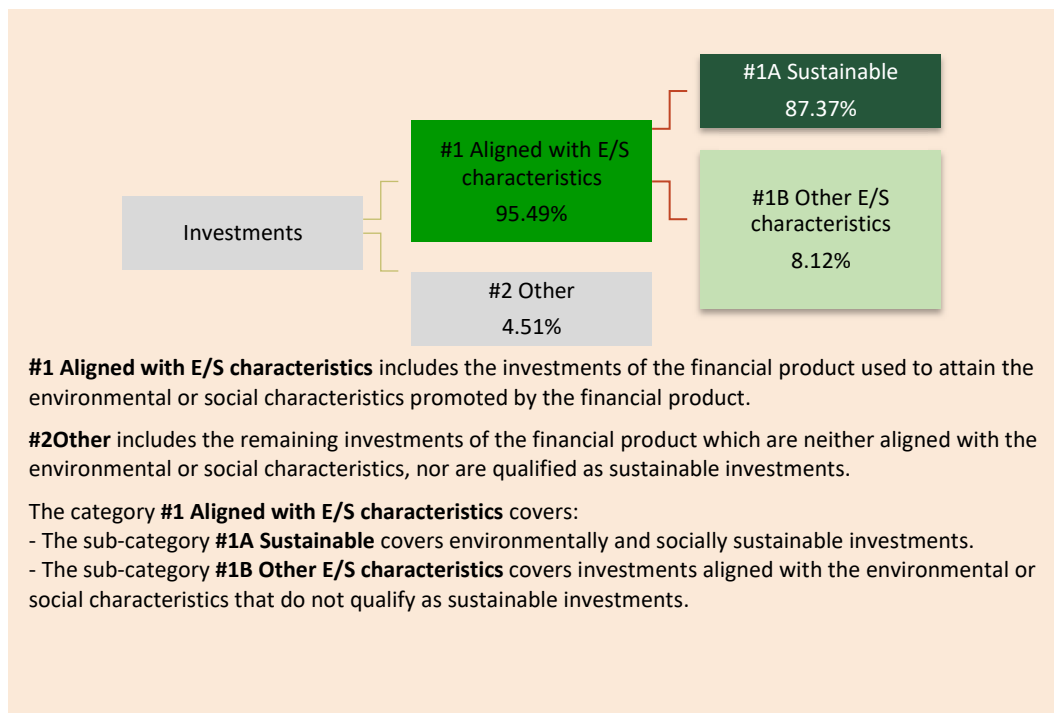 #1A Sustainable
87.37%
#1 Aligned with E/S
characteristics
95.49%
#1B Other E/S
characteristics
8.12%
Investments
#2 Other
4.51%
#1 Aligned with E/S characteristics includes the investments of the financial product used to attain the
environmental or social characteristics promoted by the financial product.
#2Other includes the remaining investments of the financial product which are neither aligned with the
environmental or social characteristics, nor are qualified as sustainable investments.
The category #1 Aligned with E/S characteristics covers:
- The sub-category #1A Sustainable covers environmentally and socially sustainable investments.
- The sub-category #1B Other E/S characteristics covers investments aligned with the environmental or
social characteristics that do not qualify as sustainable investments.